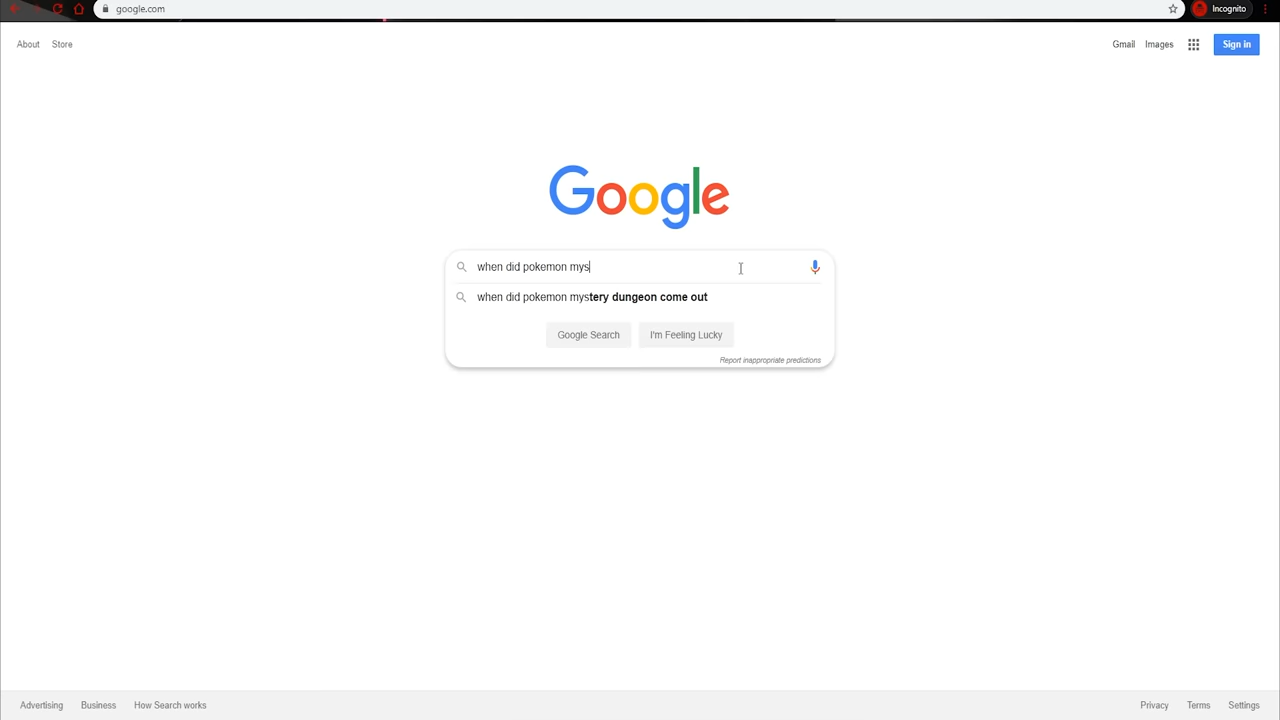 google.com
Incognito
About Store
Gmail Images Sign in
Google
when did pokemon mys
when did pokemon mystery dungeon come out
Google Search I'm Feeling Lucky
Report inappropriate predictions
Advertising Business How Search works
Privacy Terms Settings